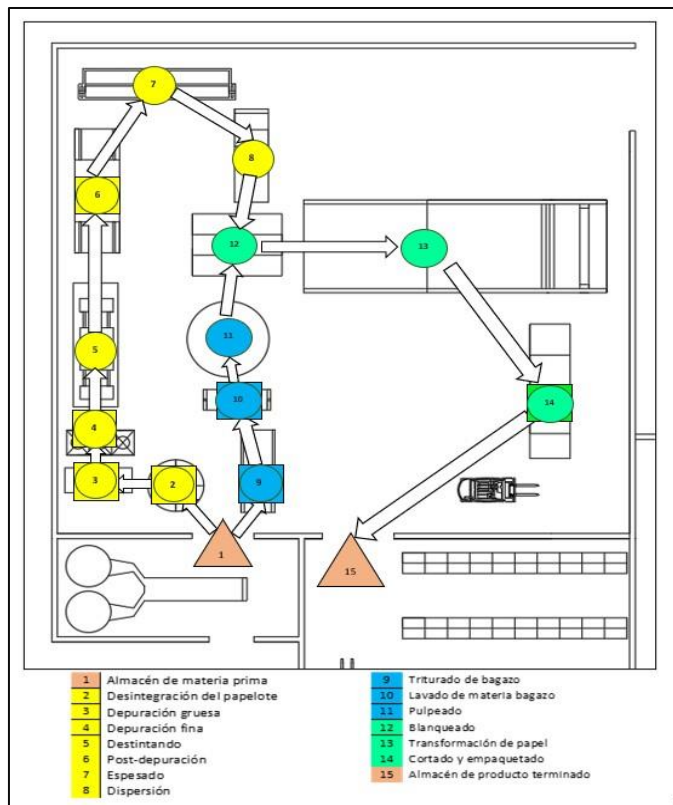 7
8
6
12
13
11
5
10
14
4
3
2
9
1
15
1 Almacén de materia prima
2 Desintegración del papelote
3 Depuración gruesa
4 Depuración fina
5 Destintando
6 Post-depuración
7 Espesado
8 Dispersión
9 Triturado de bagazo
10 Lavado de materia bagazo
11 Pulpeado
12 Blanqueado
13 Transformación de papel
14 Cortado y empaquetado
15 Almacén de producto terminado